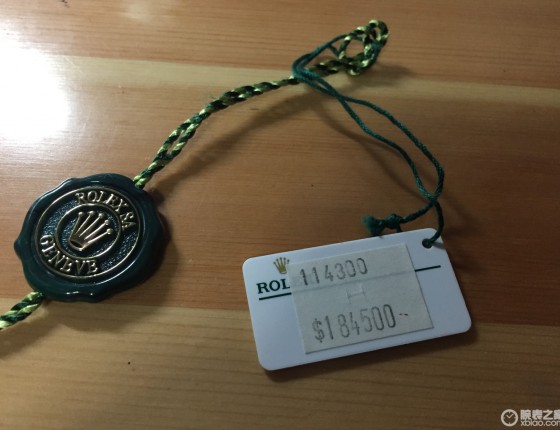 ROLEX SA
GENEVE
ROL
114300
H
$184500
腕表之家
xbiao.com